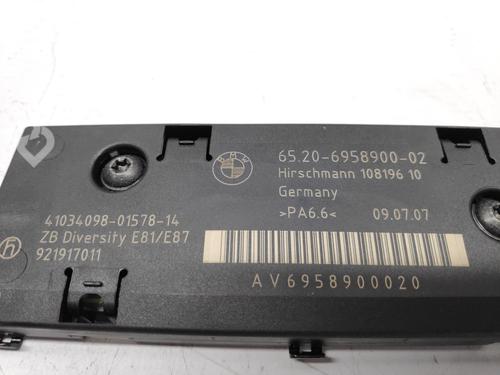 BMW
65.20-6958900-02
Hirschmann 108196 10
Germany
>PA6.6< 09.07.07
41034098-01578-14
ZB Diversity E81/E87
921917011
h
AV6958900020